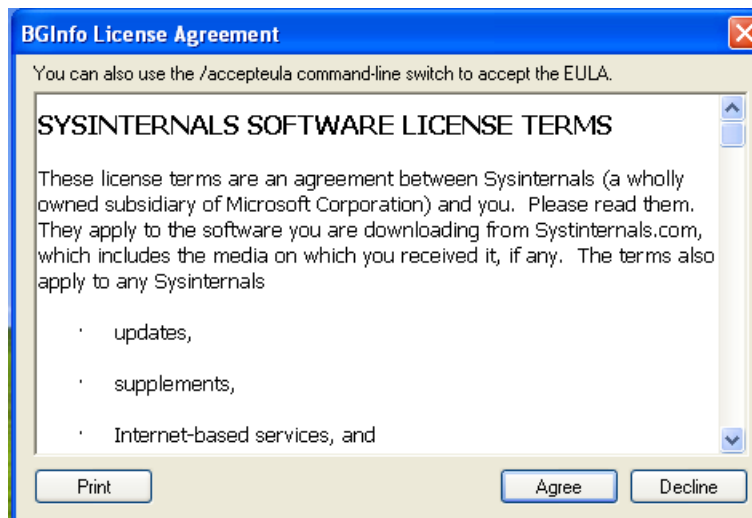 BGInfo License Agreement
You can also use the /accepteula command-line switch to accept the EULA.
SYSINTERNALS SOFTWARE LICENSE TERMS
These license terms are an agreement between Sysinternals (a wholly
owned subsidiary of Microsoft Corporation) and you.  Please read them.
They apply to the software you are downloading from Systinternals.com,
which includes the media on which you received it, if any.  The terms also
apply to any Sysinternals
· updates,
· supplements,
· Internet-based services, and
Print Agree Decline